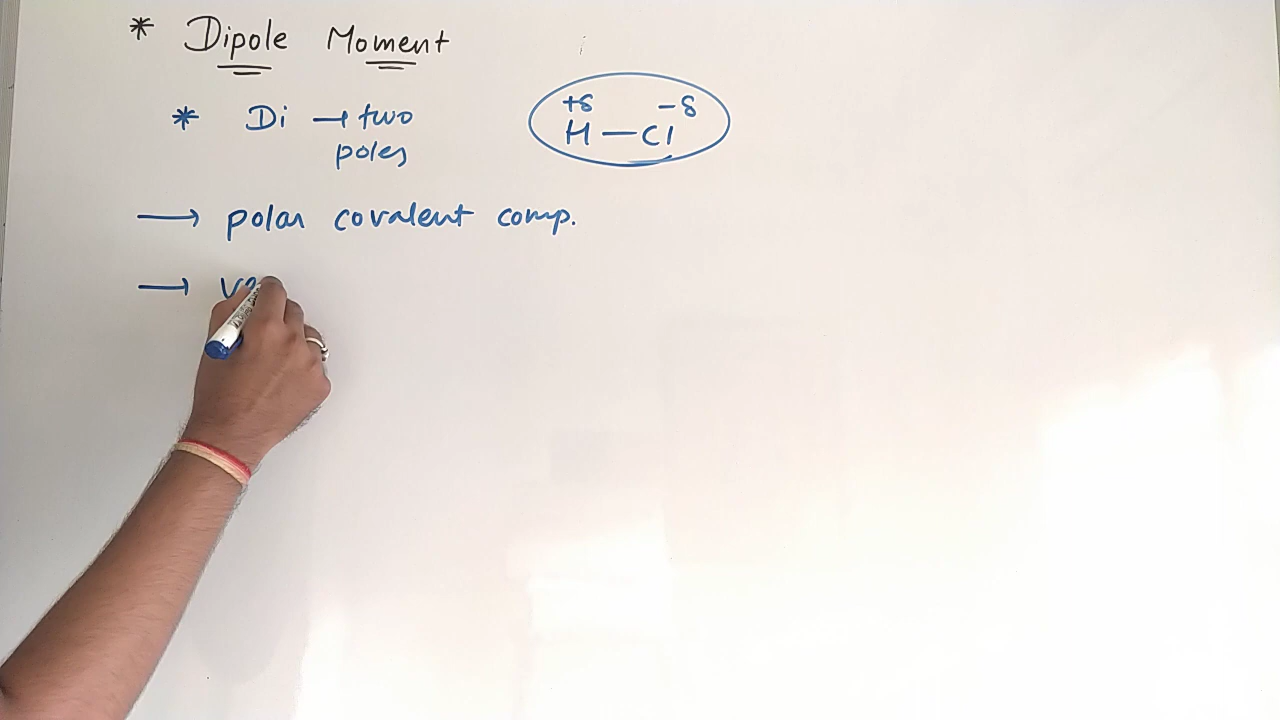 * Dipole Moment
* Di → two
poles
+δ -δ
H — Cl
→ polar covalent comp.
→